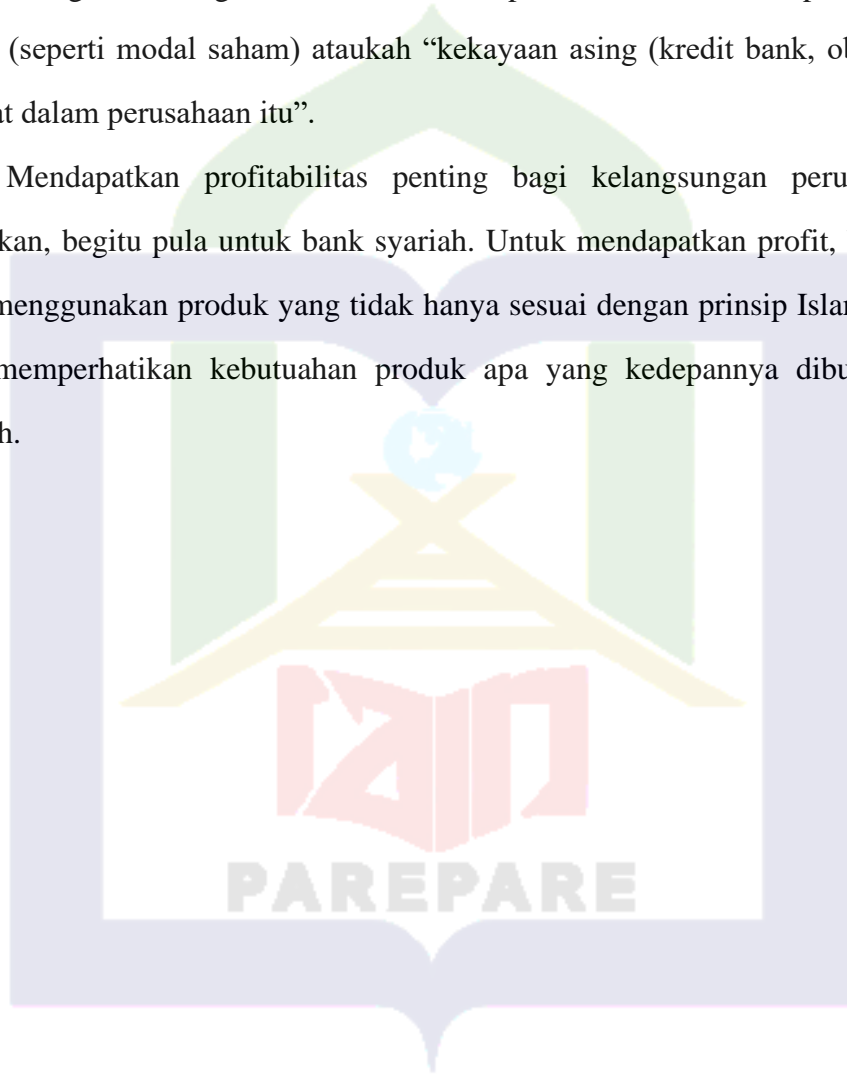 (seperti modal saham) ataukah “kekayaan asing (kredit bank, ob
at dalam perusahaan itu”.
Mendapatkan profitabilitas penting bagi kelangsungan peru
kan, begitu pula untuk bank syariah. Untuk mendapatkan profit,
menggunakan produk yang tidak hanya sesuai dengan prinsip Islar
memperhatikan kebutuahan produk apa yang kedepannya dibu
h.
iain
PAREPARE